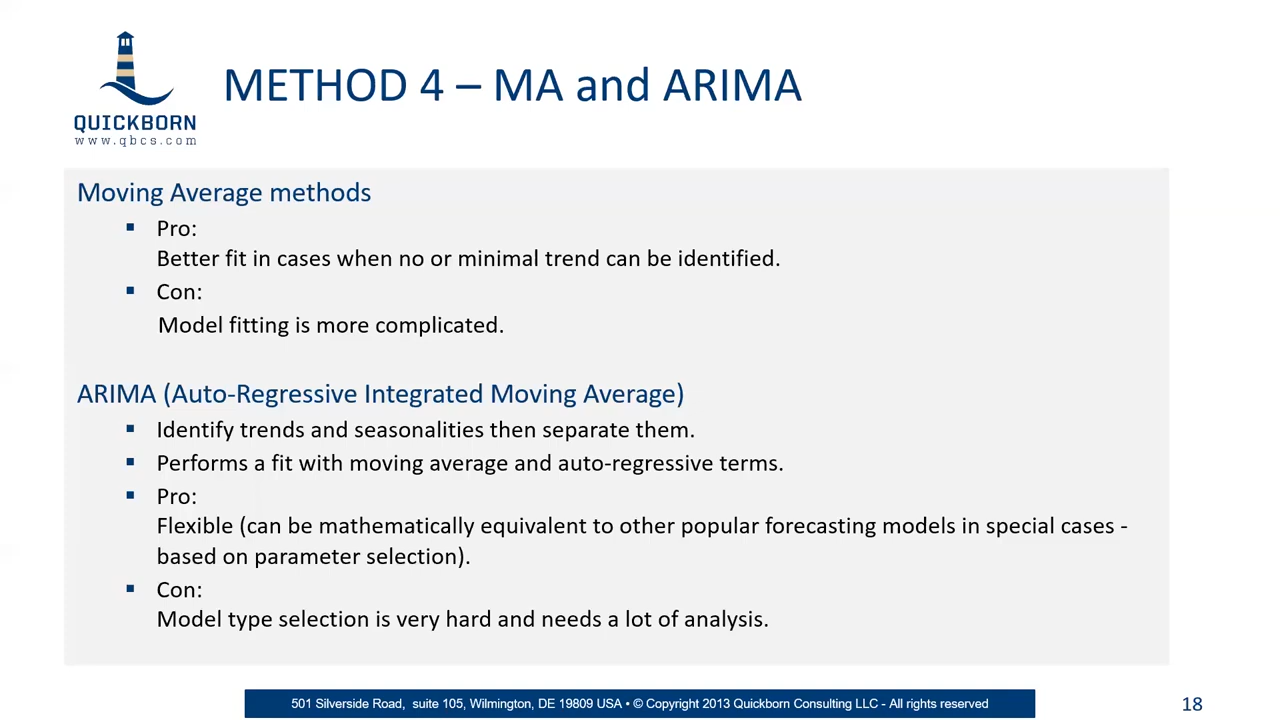 QUICKBORN
www.qbcs.com
METHOD 4 – MA and ARIMA
Moving Average methods
▪ Pro:
Better fit in cases when no or minimal trend can be identified.
▪ Con:
Model fitting is more complicated.
ARIMA (Auto-Regressive Integrated Moving Average)
▪ Identify trends and seasonalities then separate them.
▪ Performs a fit with moving average and auto-regressive terms.
▪ Pro:
Flexible (can be mathematically equivalent to other popular forecasting models in special cases -
based on parameter selection).
▪ Con:
Model type selection is very hard and needs a lot of analysis.
501 Silverside Road, suite 105, Wilmington, DE 19809 USA • © Copyright 2013 Quickborn Consulting LLC - All rights reserved
18